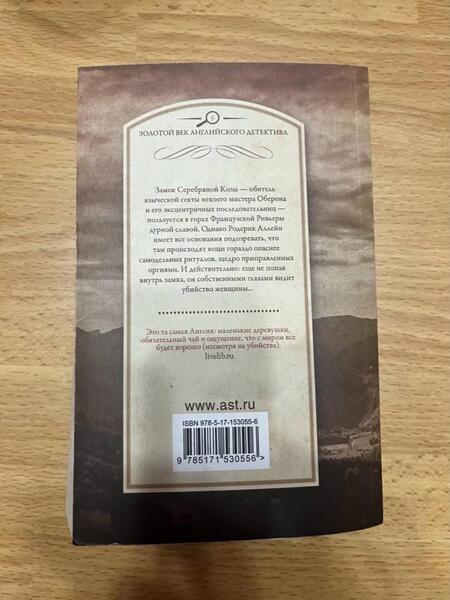 ЗОЛОТОЙ ВЕК АНГЛИЙСКОГО ДЕТЕКТИВА
Замок Серебряной Козы — обитель
языческой секты некоего мистера Оберона
и его эксцентричных последовательниц —
пользуется в горах Французской Ривьеры
дурной славой. Однако Родерик Аллейн
имеет все основания подозревать, что
там происходят вещи гораздо опаснее
самодельных ритуалов, щедро приправленных
оргиями. И действительно: еще не попав
внутрь замка, он собственными глазами видит
убийство женщины...
Это та самая Англия: маленькие деревушки,
обязательный чай и ощущение, что с миром все
будет хорошо (несмотря на убийства).
livelib.ru
www.ast.ru
ISBN 978-5-17-153055-6
9 785171 530556 >